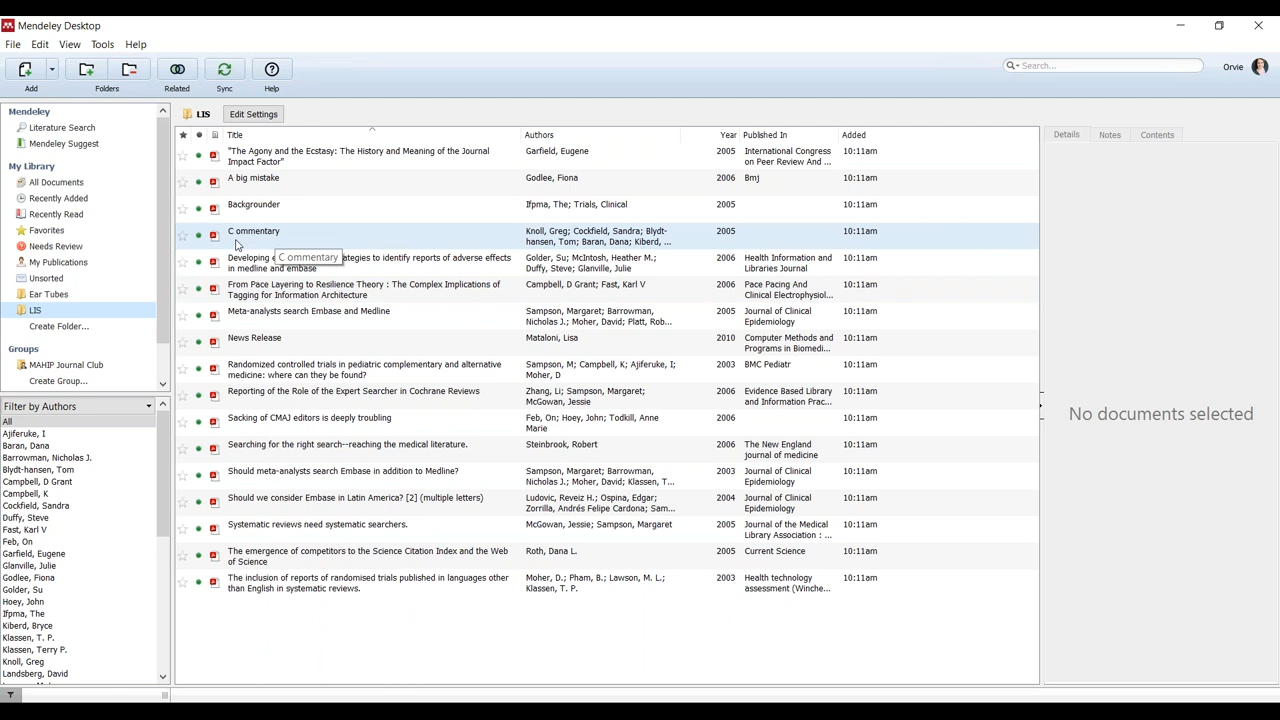 Mendeley Desktop
File Edit View Tools Help
Add Folders Related Sync Help
Search...
Orvie
Mendeley
Literature Search
Mendeley Suggest
My Library
All Documents
Recently Added
Recently Read
Favorites
Needs Review
My Publications
Unsorted
Ear Tubes
LIS
Create Folder...
Groups
MAHIP Journal Club
Create Group...
Filter by Authors
All
Ajiferuke, I
Baran, Dana
Barrowman, Nicholas J.
Blydt-hansen, Tom
Campbell, D Grant
Campbell, K
Cockfield, Sandra
Duffy, Steve
Fast, Karl V
Feb, On
Garfield, Eugene
Glanville, Julie
Godlee, Fiona
Golder, Su
Hoey, John
Ifpma, The
Kiberd, Bryce
Klassen, T. P.
Klassen, Terry P.
Knoll, Greg
Landsberg, David
LIS Edit Settings
Title Authors Year Published In Added
"The Agony and the Ecstasy: The History and Meaning of the Journal Garfield, Eugene 2005 International Congress 10:11am
Impact Factor" on Peer Review And ...
A big mistake Godlee, Fiona 2006 Bmj 10:11am
Backgrounder Ifpma, The; Trials, Clinical 2005 10:11am
C ommentary Knoll, Greg; Cockfield, Sandra; Blydt- 2005 10:11am
hansen, Tom; Baran, Dana; Kiberd, ...
C ommentary
Developing e ategies to identify reports of adverse effects Golder, Su; McIntosh, Heather M.; 2006 Health Information and 10:11am
in medline and embase Duffy, Steve; Glanville, Julie Libraries Journal
From Pace Layering to Resilience Theory : The Complex Implications of Campbell, D Grant; Fast, Karl V 2006 Pace Pacing And 10:11am
Tagging for Information Architecture Clinical Electrophysiol...
Meta-analysts search Embase and Medline Sampson, Margaret; Barrowman, 2005 Journal of Clinical 10:11am
Nicholas J.; Moher, David; Platt, Rob... Epidemiology
News Release Mataloni, Lisa 2010 Computer Methods and 10:11am
Programs in Biomedi...
Randomized controlled trials in pediatric complementary and alternative Sampson, M; Campbell, K; Ajiferuke, I; 2003 BMC Pediatr 10:11am
medicine: where can they be found? Moher, D
Reporting of the Role of the Expert Searcher in Cochrane Reviews Zhang, Li; Sampson, Margaret; 2006 Evidence Based Library 10:11am
McGowan, Jessie and Information Prac...
Sacking of CMAJ editors is deeply troubling Feb, On; Hoey, John; Todkill, Anne 2006 10:11am
Marie
Searching for the right search--reaching the medical literature. Steinbrook, Robert 2006 The New England 10:11am
journal of medicine
Should meta-analysts search Embase in addition to Medline? Sampson, Margaret; Barrowman, 2003 Journal of Clinical 10:11am
Nicholas J.; Moher, David; Klassen, T... Epidemiology
Should we consider Embase in Latin America? [2] (multiple letters) Ludovic, Reveiz H.; Ospina, Edgar; 2004 Journal of Clinical 10:11am
Zorrilla, Andrés Felipe Cardona; Sam... Epidemiology
Systematic reviews need systematic searchers. McGowan, Jessie; Sampson, Margaret 2005 Journal of the Medical 10:11am
Library Association : ...
The emergence of competitors to the Science Citation Index and the Web Roth, Dana L. 2005 Current Science 10:11am
of Science
The inclusion of reports of randomised trials published in languages other Moher, D.; Pham, B.; Lawson, M. L.; 2003 Health technology 10:11am
than English in systematic reviews. Klassen, T. P. assessment (Winche...
Details Notes Contents
No documents selected